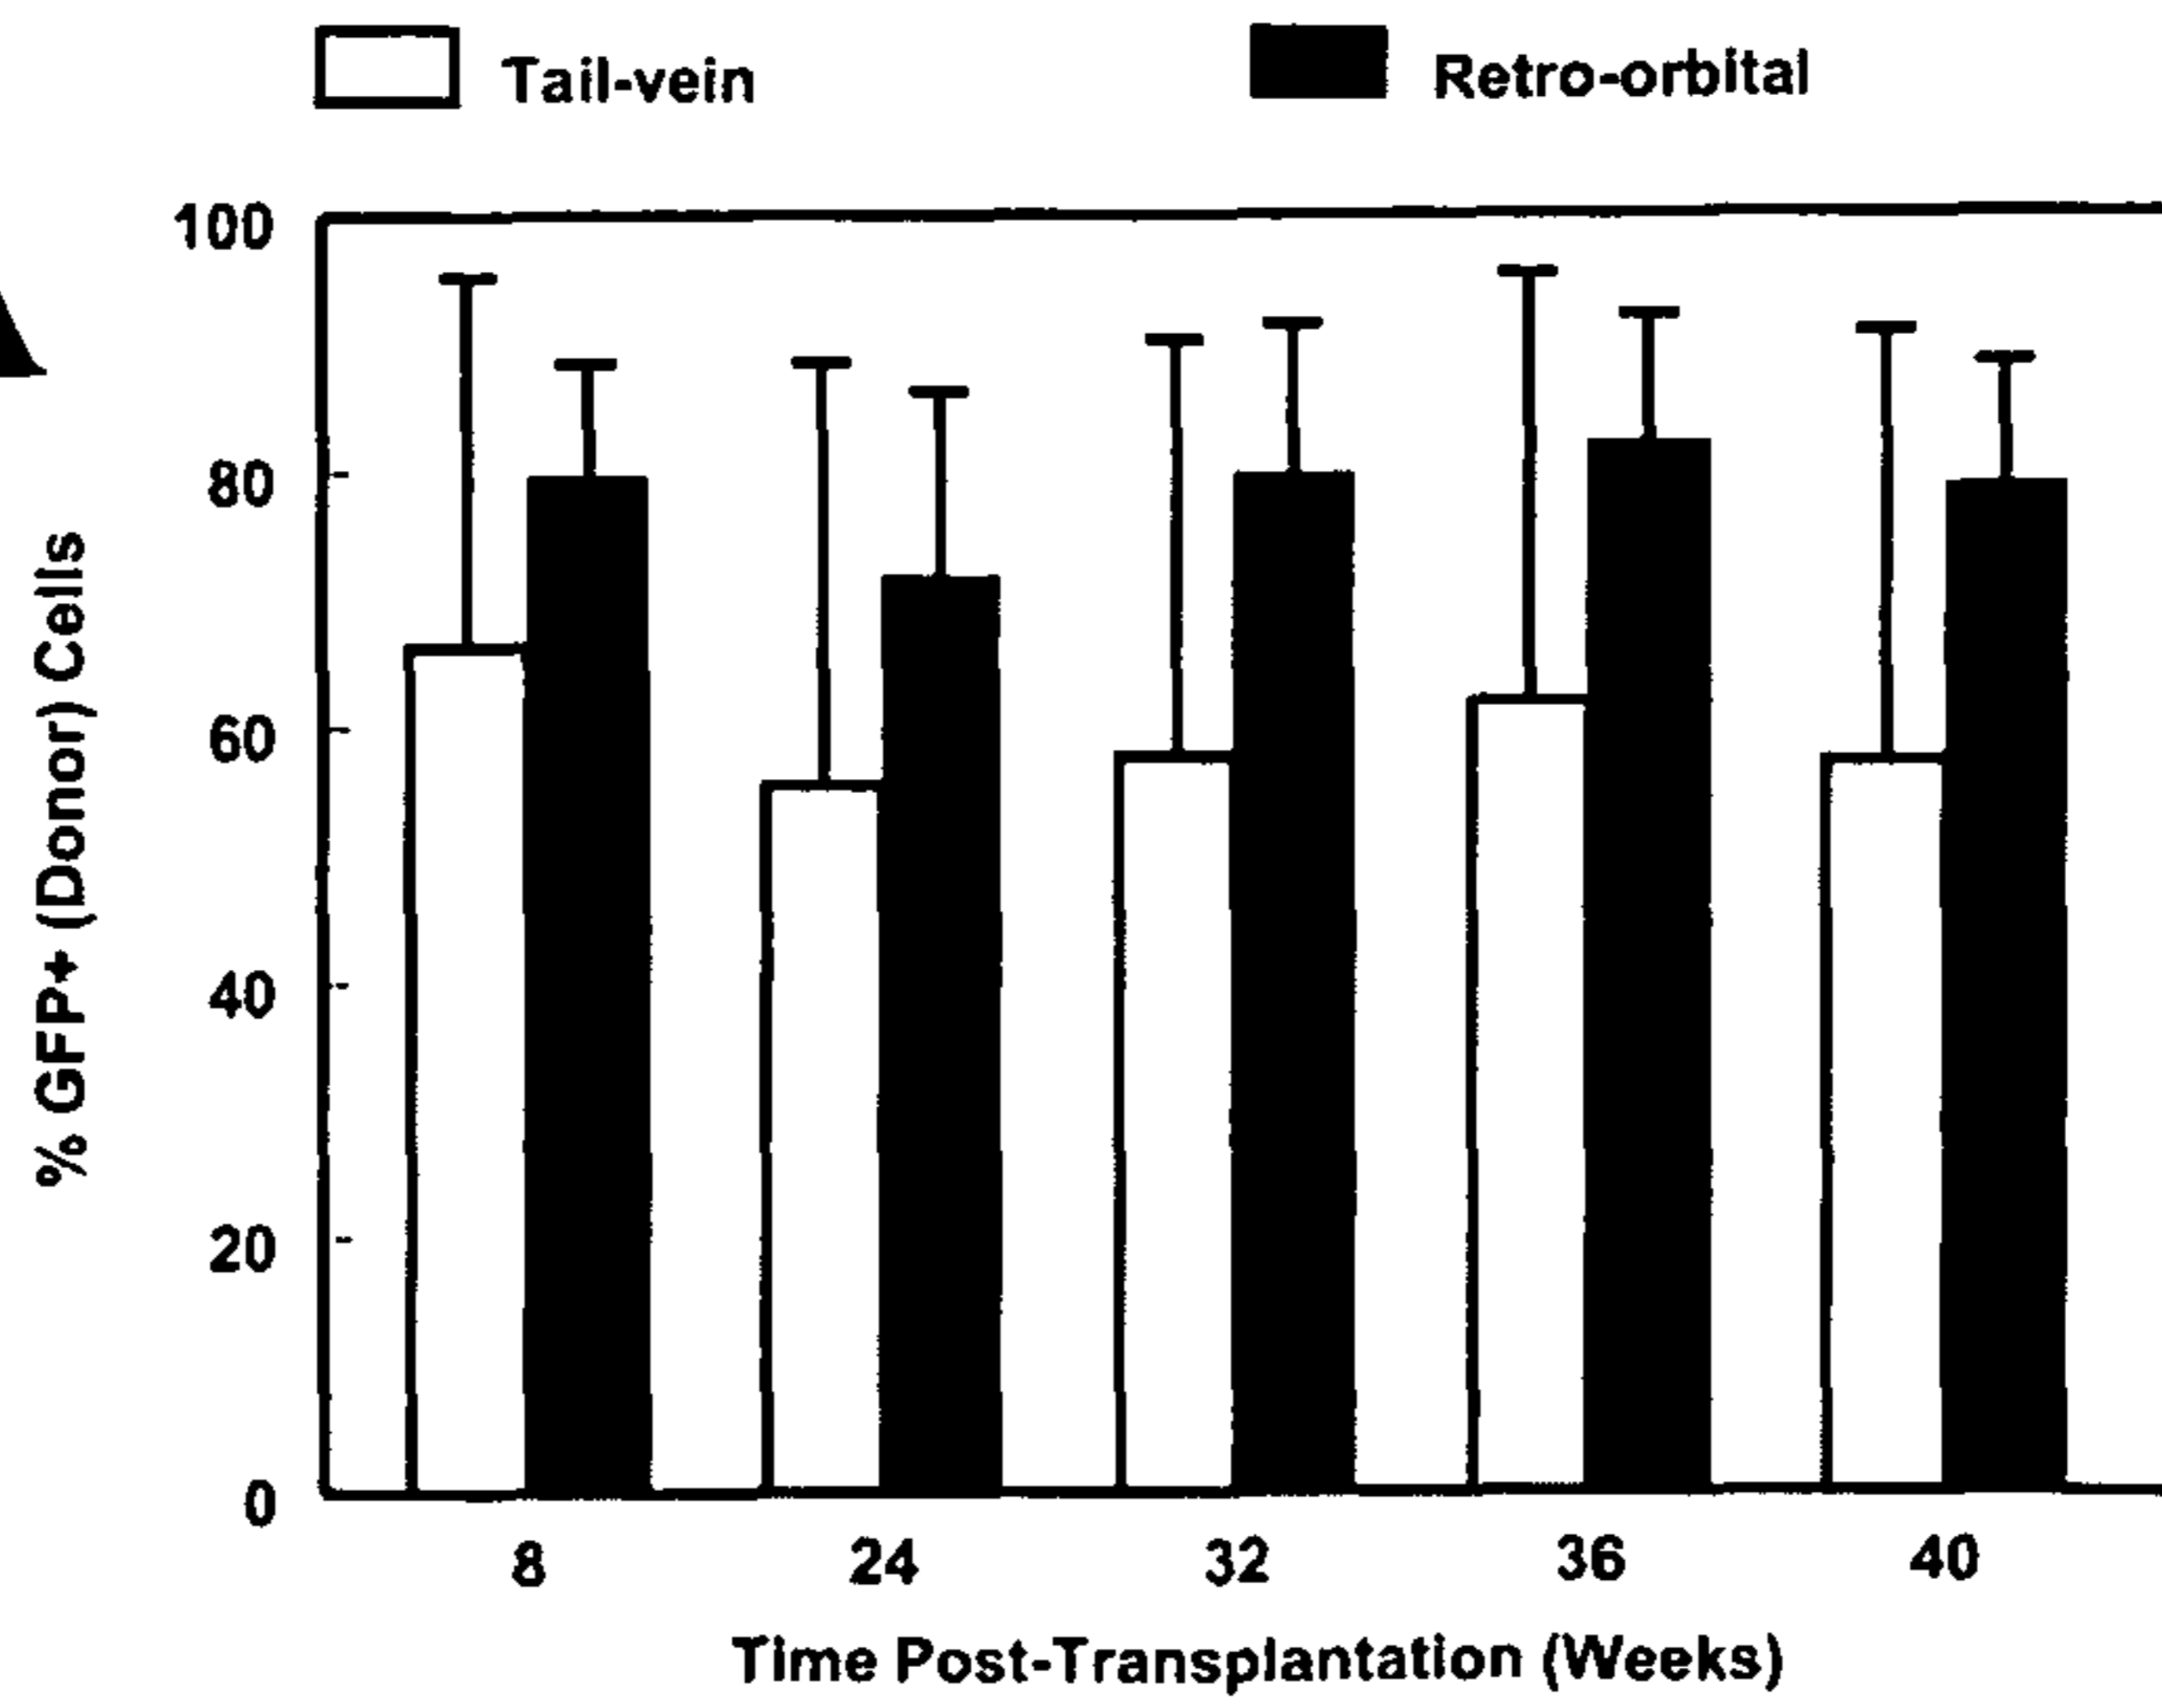 Tail-vein Retro-orbital
100
80
60
40
20
0
% GFP+ (Donor) Cells
8 24 32 36 40
Time Post-Transplantation (Weeks)